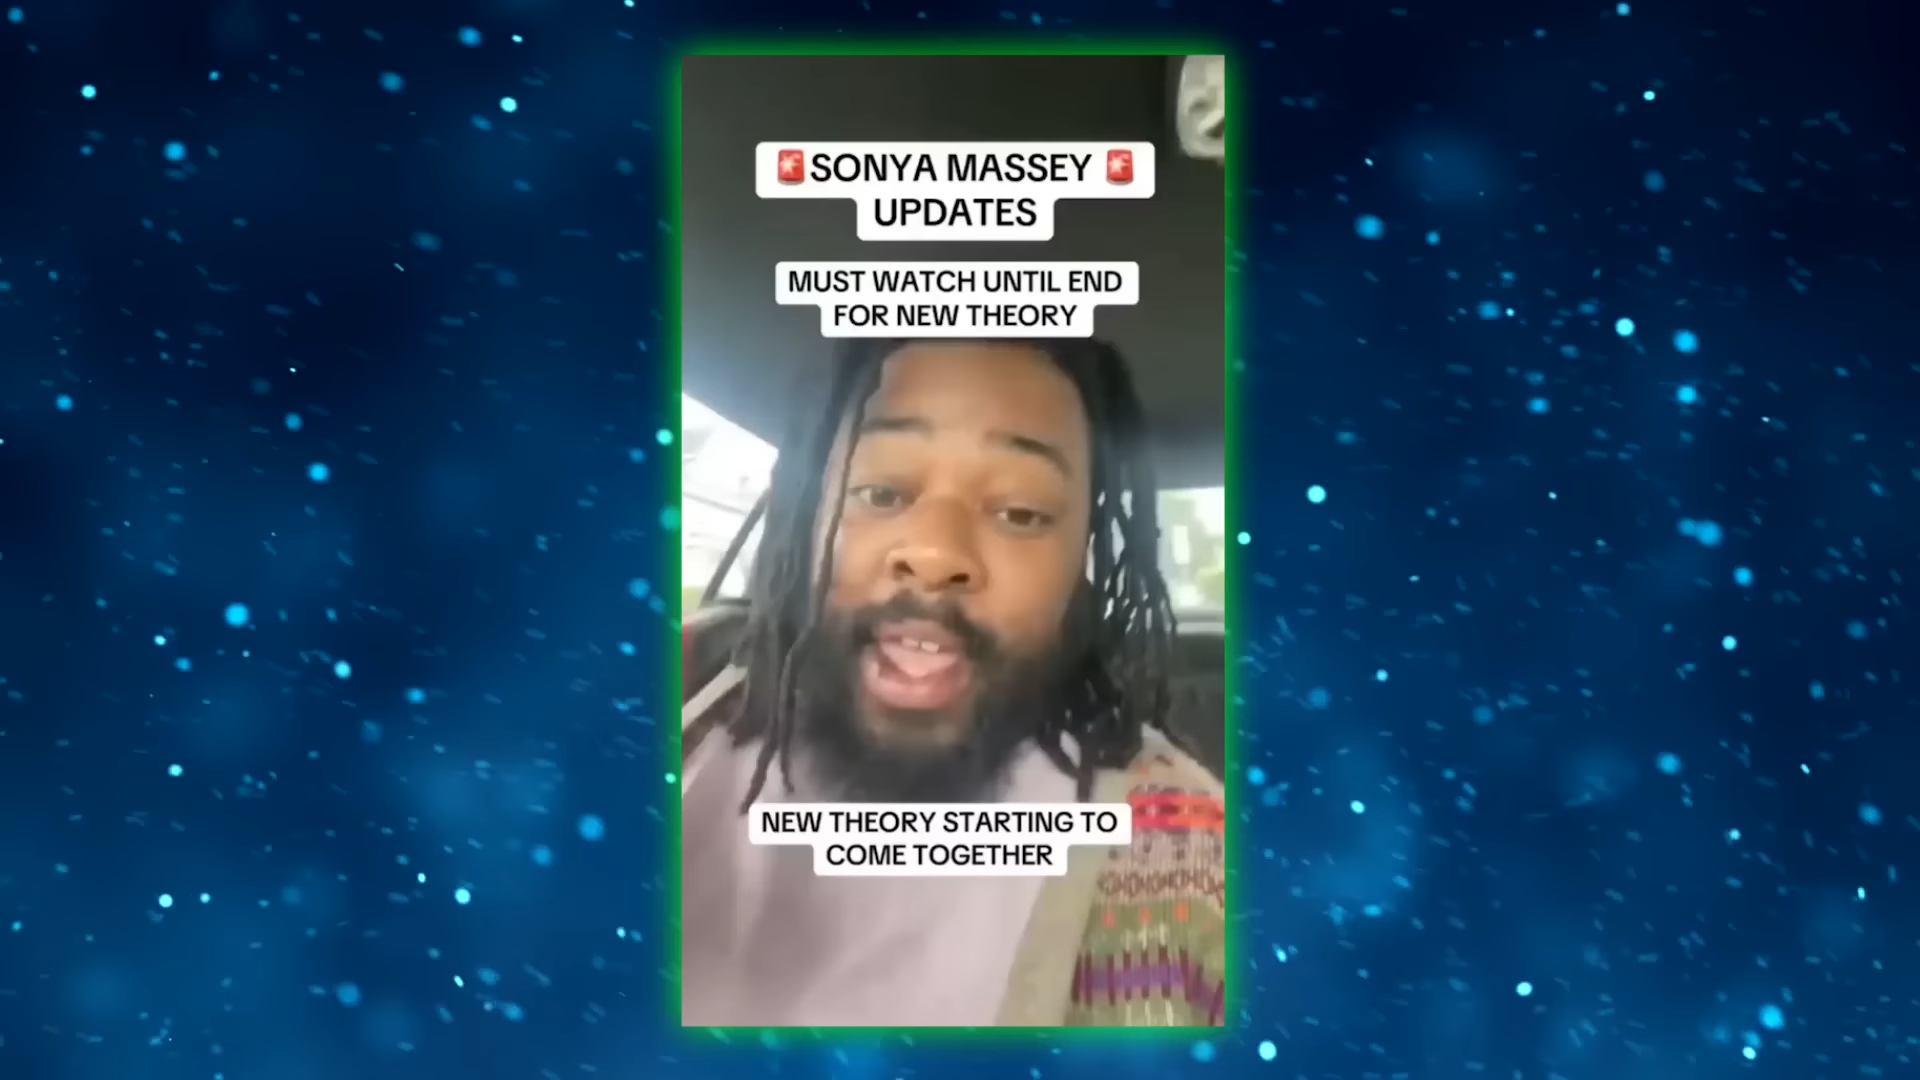 🚨SONYA MASSEY 🚨
UPDATES
MUST WATCH UNTIL END
FOR NEW THEORY
NEW THEORY STARTING TO
COME TOGETHER